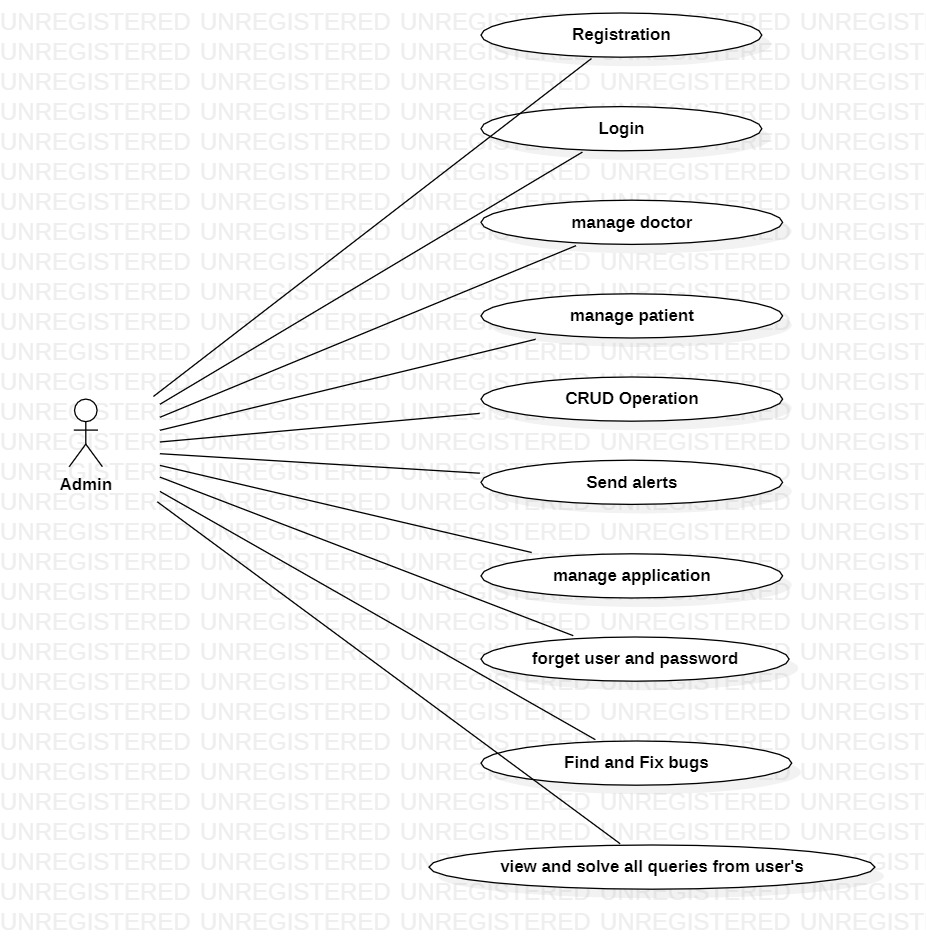 Registration
Login
manage doctor
manage patient
CRUD Operation
Admin
Send alerts
manage application
forget user and password
Find and Fix bugs
view and solve all queries from user's
UNREGISTERED